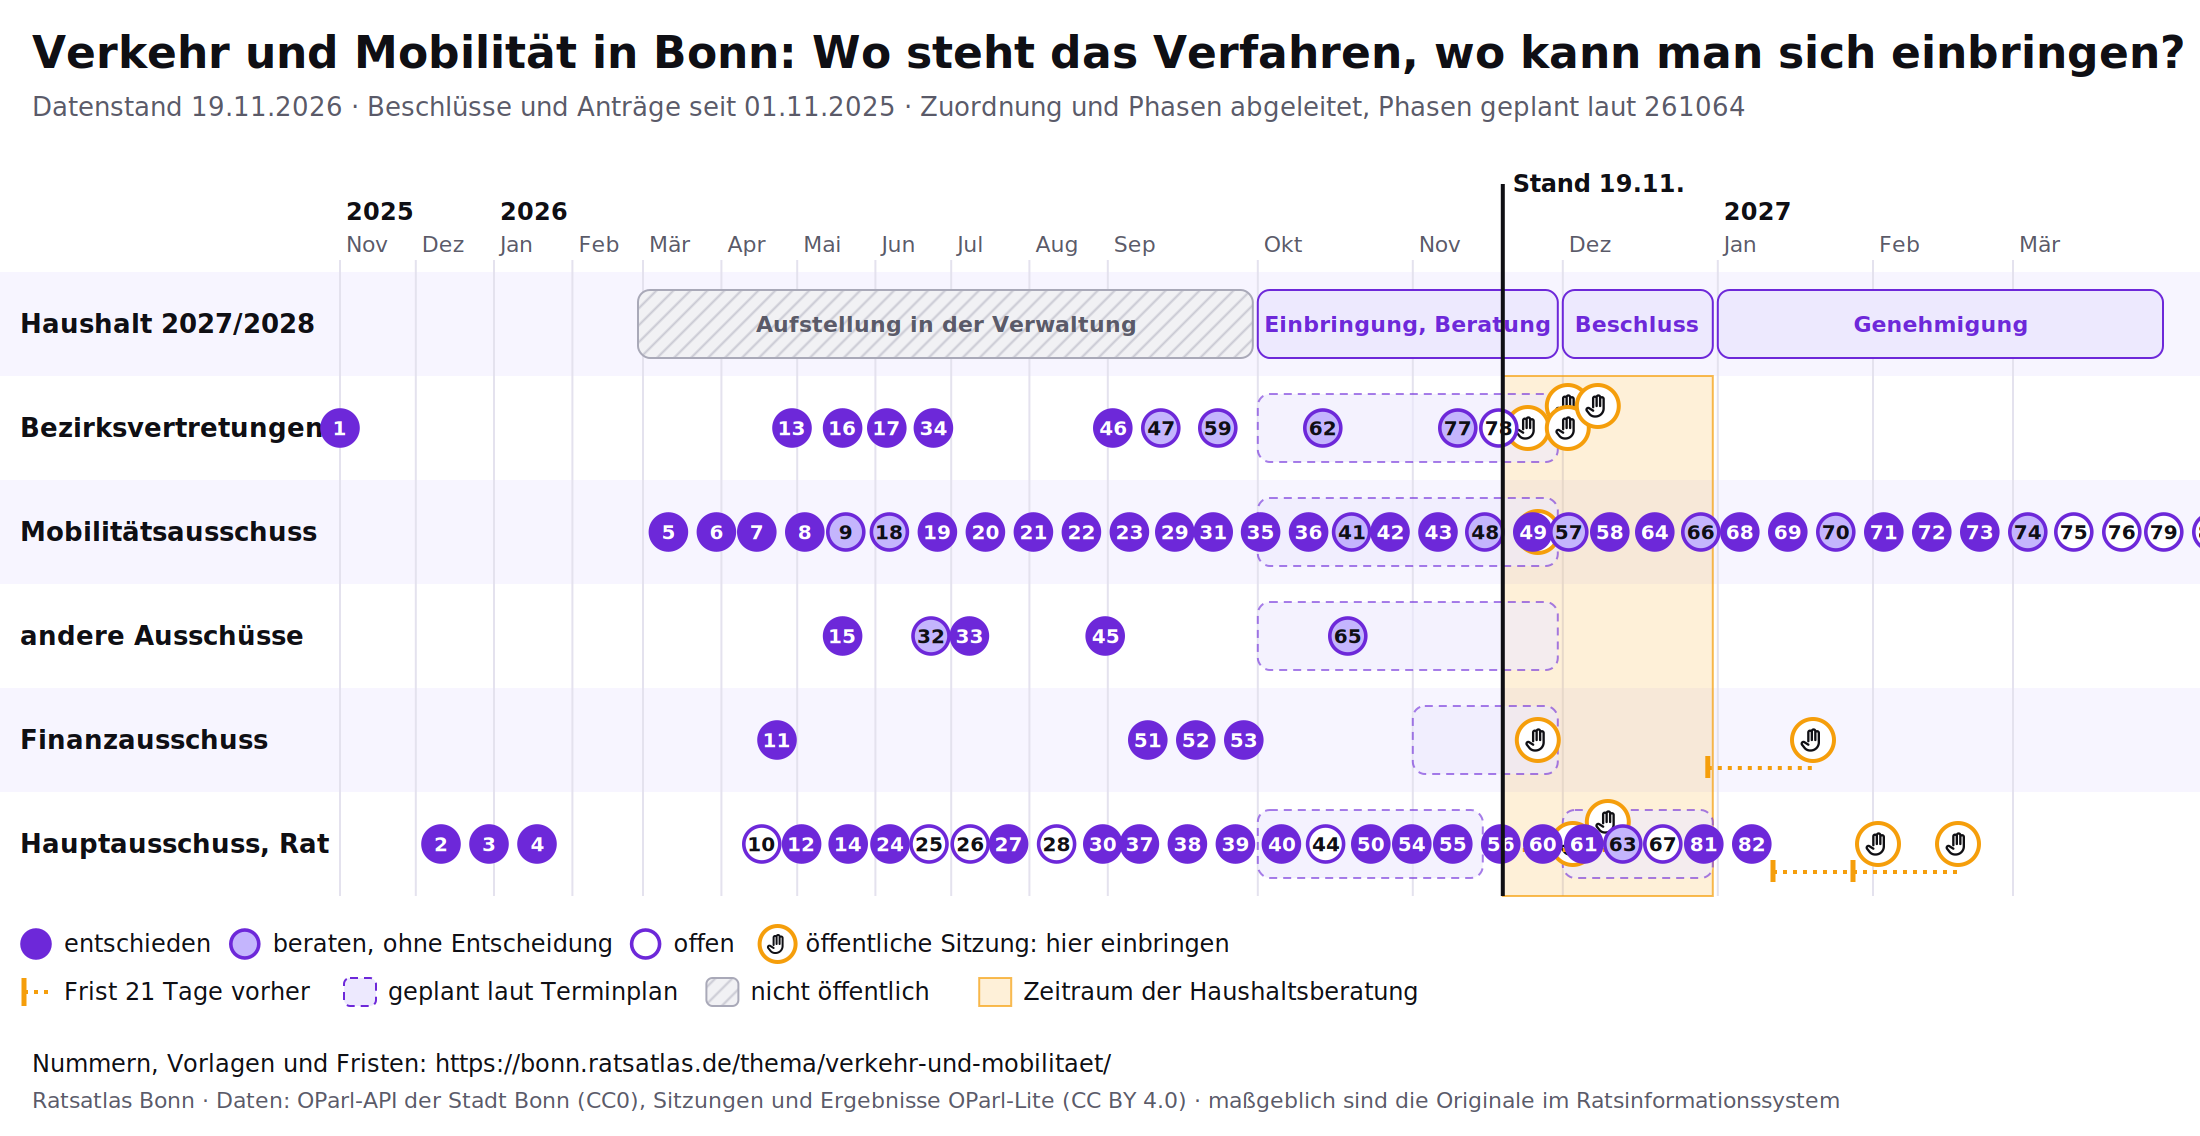 Verkehr und Mobilität in Bonn: Wo steht das Verfahren, wo kann man sich einbringen?
Datenstand 19.11.2026 · Beschlüsse und Anträge seit 01.11.2025 · Zuordnung und Phasen abgeleitet, Phasen geplant laut 261064
Stand 19.11.
2025 2026 2027
Nov Dez Jan Feb Mär Apr Mai Jun Jul Aug Sep Okt Nov Dez Jan Feb Mär
Haushalt 2027/2028 Aufstellung in der Verwaltung Einbringung, Beratung Beschluss Genehmigung
Bezirksvertretungen 1 13 16 17 34 46 47 59 62 77 78
Mobilitätsausschuss 5 6 7 8 9 18 19 20 21 22 23 29 31 35 36 41 42 43 48 49 57 58 64 66 68 69 70 71 72 73 74 75 76 79
andere Ausschüsse 15 32 33 45 65
Finanzausschuss 11 51 52 53
Hauptausschuss, Rat 2 3 4 10 12 14 24 25 26 27 28 30 37 38 39 40 44 50 54 55 56 60 61 63 67 81 82
entschieden beraten, ohne Entscheidung offen öffentliche Sitzung: hier einbringen
Frist 21 Tage vorher geplant laut Terminplan nicht öffentlich Zeitraum der Haushaltsberatung
Nummern, Vorlagen und Fristen: https://bonn.ratsatlas.de/thema/verkehr-und-mobilitaet/
Ratsatlas Bonn · Daten: OParl-API der Stadt Bonn (CC0), Sitzungen und Ergebnisse OParl-Lite (CC BY 4.0) · maßgeblich sind die Originale im Ratsinformationssystem